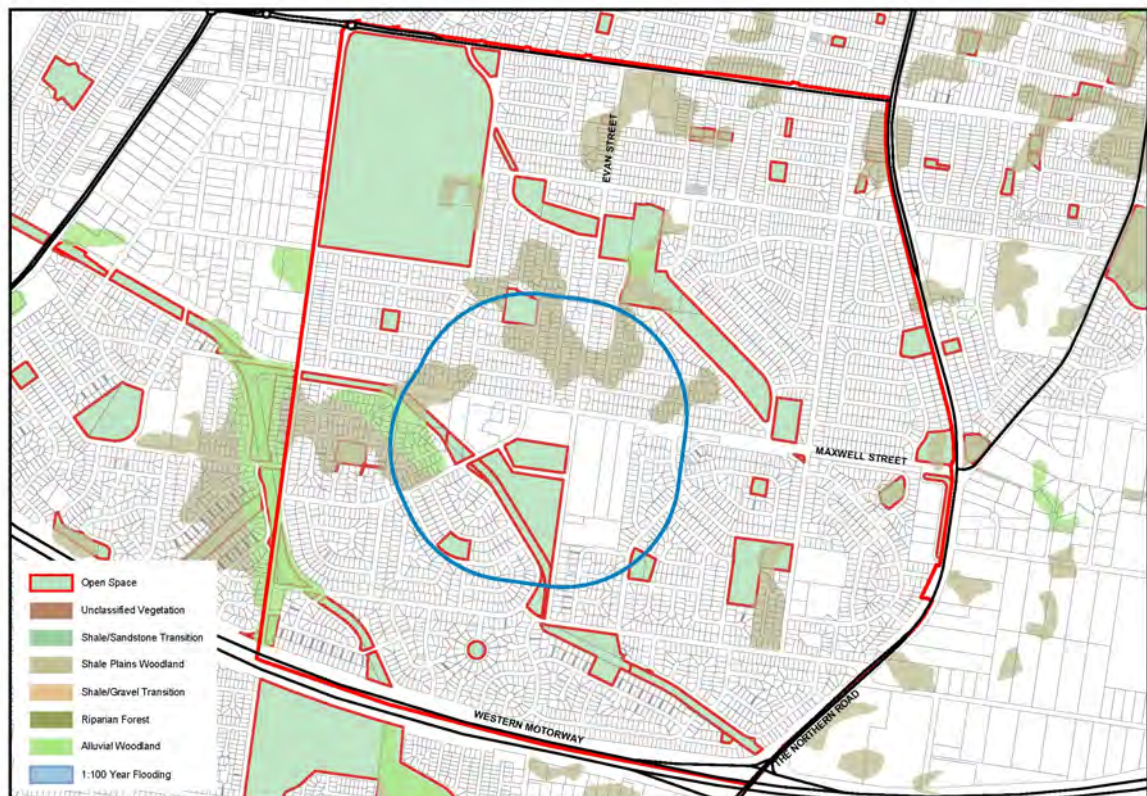 EVAN STREET
MAXWELL STREET
WESTERN MOTORWAY
THE NORTHERN ROAD
Open Space
Unclassified Vegetation
Shale/Sandstone Transition
Shale Plains Woodland
Shale/Gravel Transition
Riparian Forest
Alluvial Woodland
1:100 Year Flooding